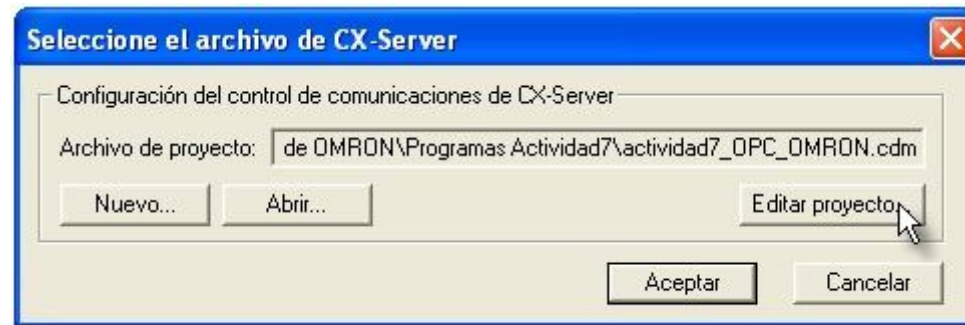 Seleccione el archivo de CX-Server
Configuración del control de comunicaciones de CX-Server
Archivo de proyecto: de OMRON\Programas Actividad7\actividad7_OPC_OMRON.cdm
Nuevo... Abrir... Editar proyecto...
Aceptar Cancelar